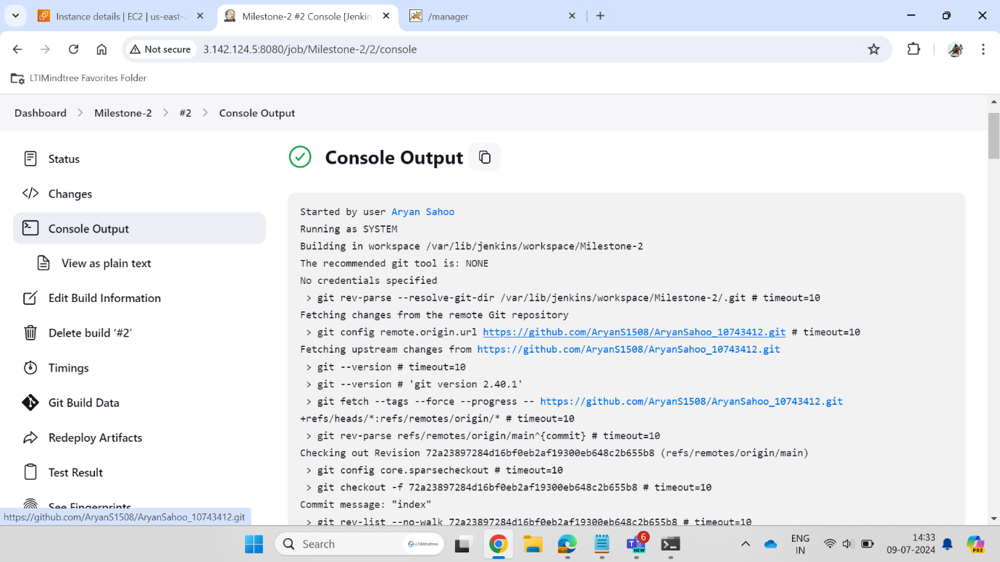 Instance details | EC2 | us-east-2
Milestone-2 #2 Console [Jenkin
/manager
Not secure
3.142.124.5:8080/job/Milestone-2/2/console
LTIMindtree Favorites Folder
Dashboard
Milestone-2
#2
Console Output
Status
Changes
Console Output
View as plain text
Edit Build Information
Delete build ‘#2’
Timings
Git Build Data
Redeploy Artifacts
Test Result
See Fingerprints
https://github.com/AryanS1508/AryanSahoo_10743412.git
Console Output
Started by user Aryan Sahoo
Running as SYSTEM
Building in workspace /var/lib/jenkins/workspace/Milestone-2
The recommended git tool is: NONE
No credentials specified
> git rev-parse --resolve-git-dir /var/lib/jenkins/workspace/Milestone-2/.git # timeout=10
Fetching changes from the remote Git repository
> git config remote.origin.url https://github.com/AryanS1508/AryanSahoo_10743412.git # timeout=10
Fetching upstream changes from https://github.com/AryanS1508/AryanSahoo_10743412.git
> git --version # timeout=10
> git --version # 'git version 2.40.1'
> git fetch --tags --force --progress -- https://github.com/AryanS1508/AryanSahoo_10743412.git
+refs/heads/*:refs/remotes/origin/* # timeout=10
> git rev-parse refs/remotes/origin/main^{commit} # timeout=10
Checking out Revision 72a23897284d16bf0eb2af19300eb648c2b655b8 (refs/remotes/origin/main)
> git config core.sparsecheckout # timeout=10
> git checkout -f 72a23897284d16bf0eb2af19300eb648c2b655b8 # timeout=10
Commit message: "index"
> git rev-list --no-walk 72a23897284d16bf0eb2af19300eb648c2b655b8 # timeout=10
Search
LTIMindtree
NEW
6
ENG
IN
14:33
09-07-2024
PRE